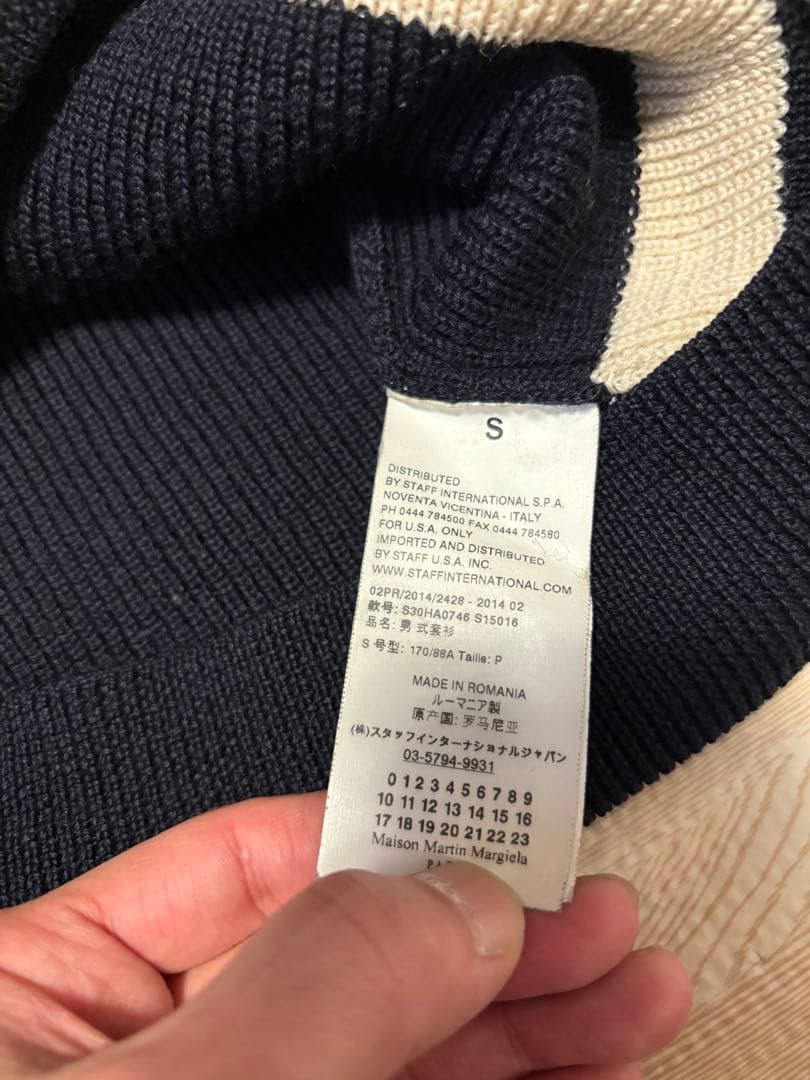 S
DISTRIBUTED
BY STAFF INTERNATIONAL S.P.A.
NOVENTA VICENTINA - ITALY
PH 0444 784500 FAX 0444 784580
FOR U.S.A. ONLY
IMPORTED AND DISTRIBUTED
BY STAFF U.S.A. INC.
WWW.STAFFINTERNATIONAL.COM
02PR/2014/2428 - 2014 02
款号: S30HA0746 S15016
品名: 男式套衫
S 号型: 170/88A Taille: P
MADE IN ROMANIA
ルーマニア製
原产国: 罗马尼亚
(株)スタッフインターナショナルジャパン
03-5794-9931
0 1 2 3 4 5 6 7 8 9
10 11 12 13 14 15 16
17 18 19 20 21 22 23
Maison Martin Margiela